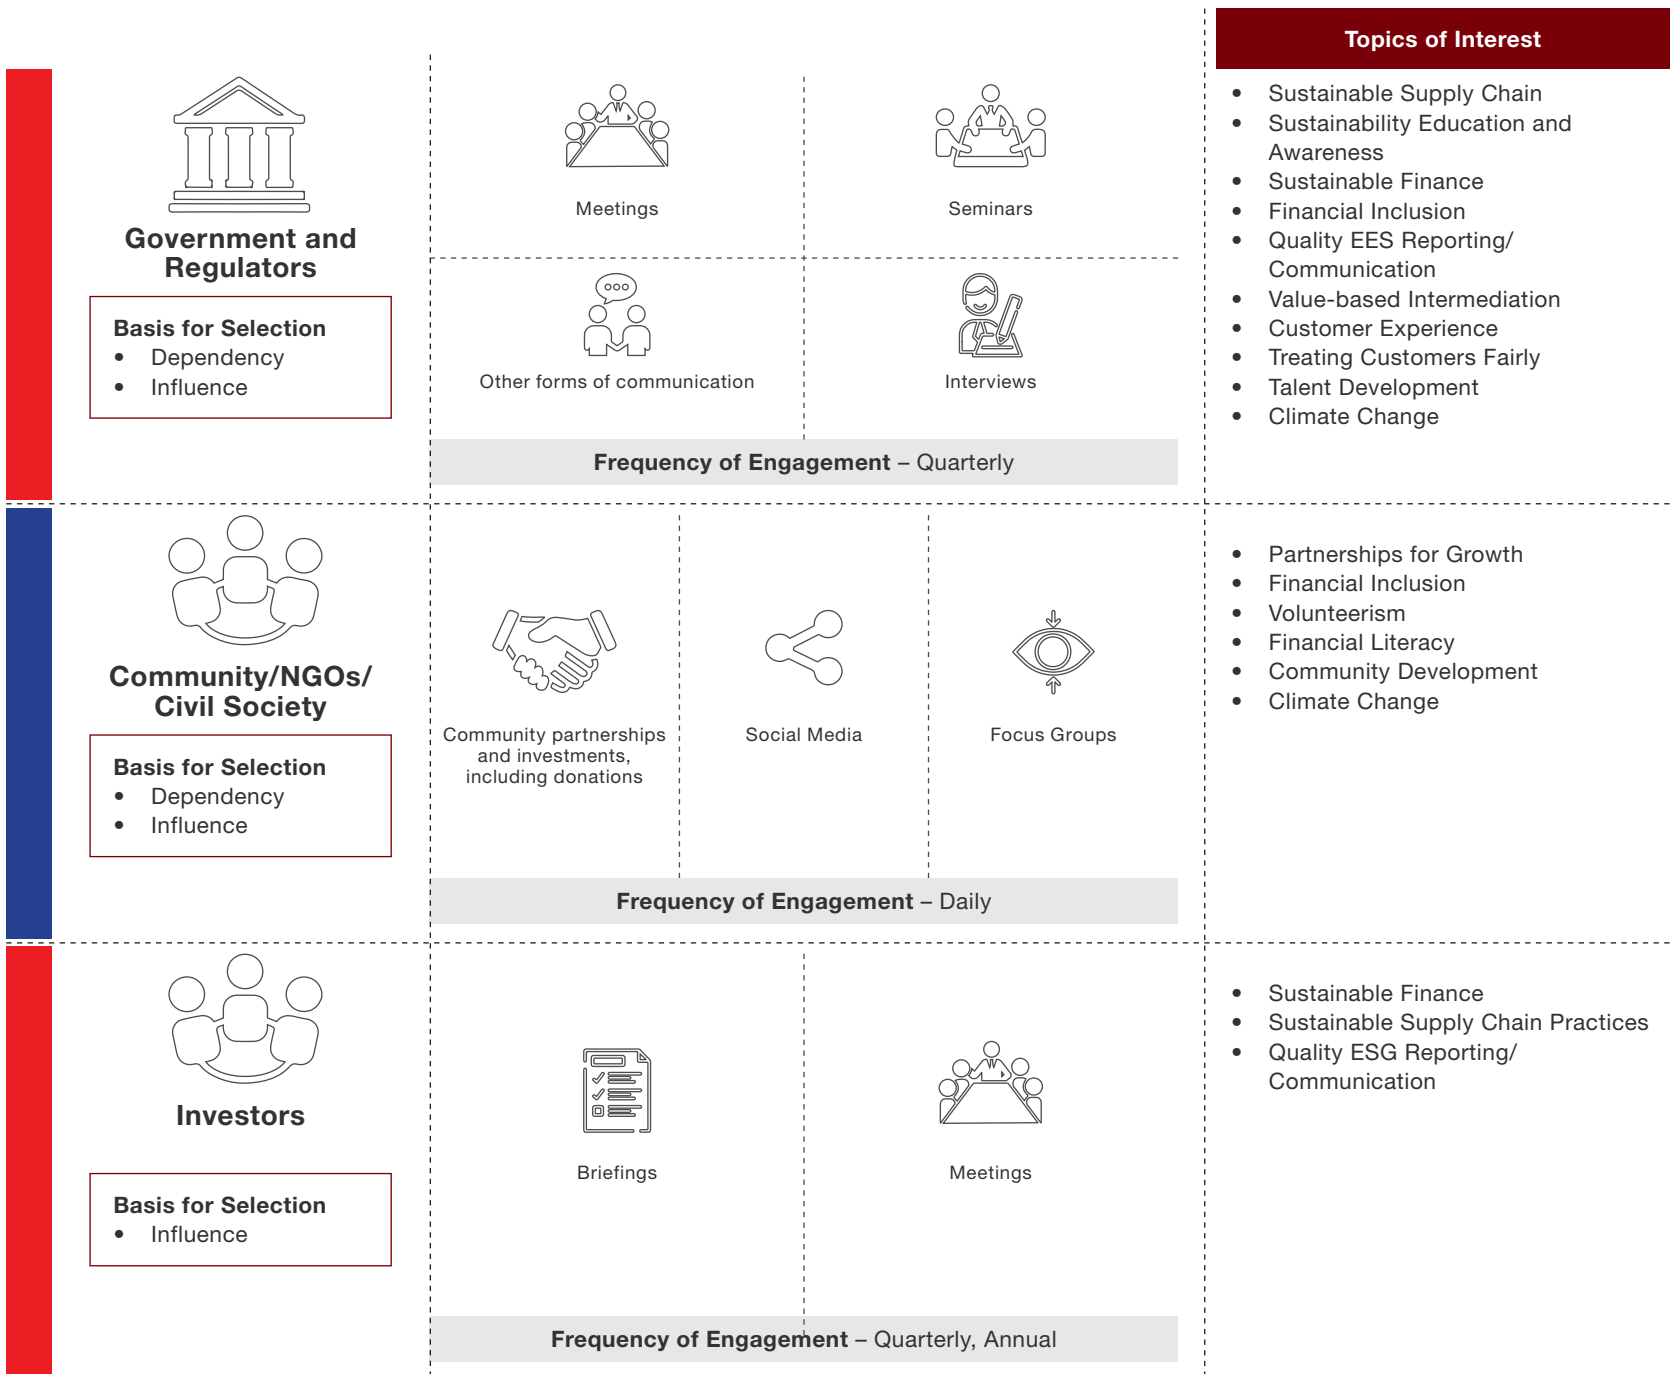 Topics of Interest
Government and
Regulators
Basis for Selection
• Dependency
• Influence
Meetings
Seminars
Other forms of communication
Interviews
Frequency of Engagement – Quarterly
• Sustainable Supply Chain
• Sustainability Education and
Awareness
• Sustainable Finance
• Financial Inclusion
• Quality EES Reporting/
Communication
• Value-based Intermediation
• Customer Experience
• Treating Customers Fairly
• Talent Development
• Climate Change
Community/NGOs/
Civil Society
Basis for Selection
• Dependency
• Influence
Community partnerships
and investments,
including donations
Social Media
Focus Groups
Frequency of Engagement – Daily
• Partnerships for Growth
• Financial Inclusion
• Volunteerism
• Financial Literacy
• Community Development
• Climate Change
Investors
Basis for Selection
• Influence
Briefings
Meetings
Frequency of Engagement – Quarterly, Annual
• Sustainable Finance
• Sustainable Supply Chain Practices
• Quality ESG Reporting/
Communication